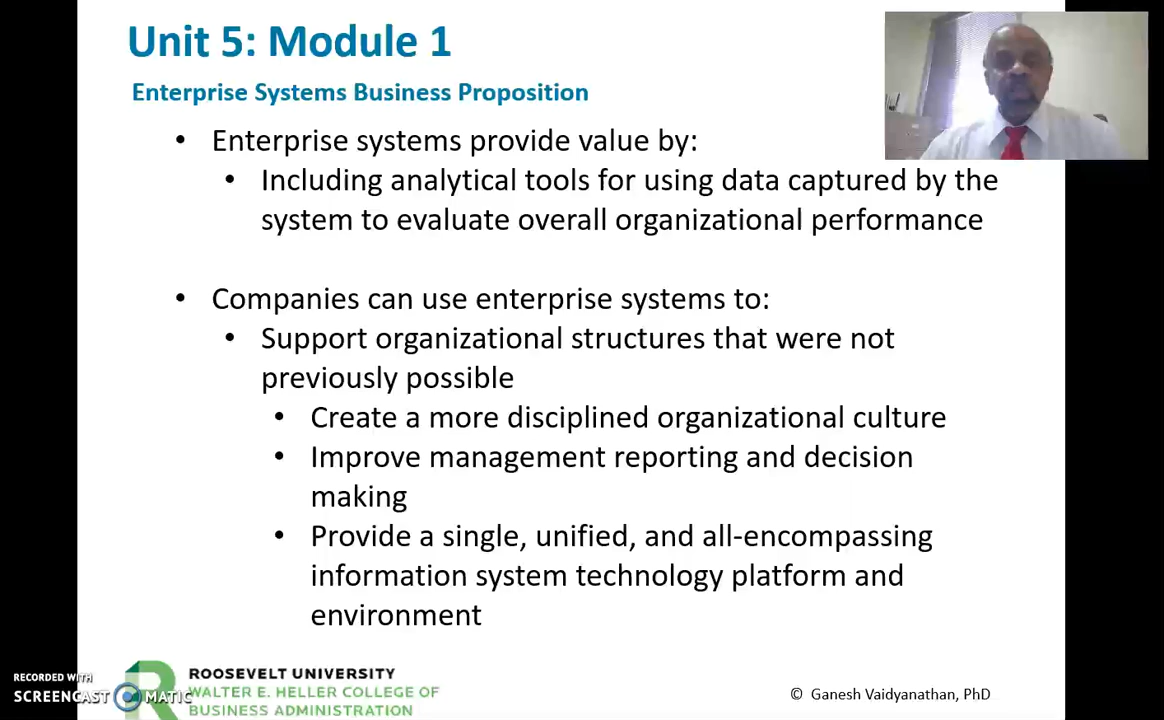 Unit 5: Module 1
Enterprise Systems Business Proposition
• Enterprise systems provide value by:
• Including analytical tools for using data captured by the
system to evaluate overall organizational performance
• Companies can use enterprise systems to:
• Support organizational structures that were not
previously possible
• Create a more disciplined organizational culture
• Improve management reporting and decision
making
• Provide a single, unified, and all-encompassing
information system technology platform and
environment
RECORDED WITH
SCREENCAST MATIC
ROOSEVELT UNIVERSITY
WALTER E. HELLER COLLEGE OF
BUSINESS ADMINISTRATION
© Ganesh Vaidyanathan, PhD